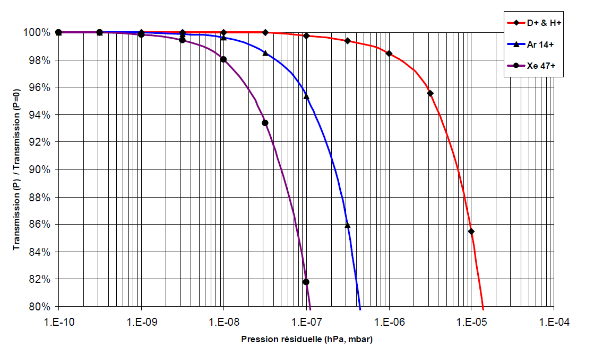 D+ & H+
Ar 14+
Xe 47+
100%
98%
96%
94%
92%
90%
88%
86%
84%
82%
80%
Transmission (P) / Transmission (P=0)
1.E-10
1.E-09
1.E-08
1.E-07
1.E-06
1.E-05
1.E-04
Pression résiduelle (hPa, mbar)